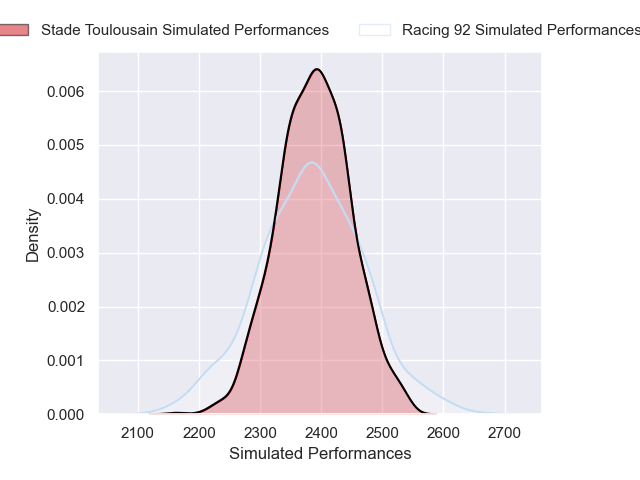 Stade Toulousain Simulated Performances
Racing 92 Simulated Performances
0.006
0.005
0.004
0.003
0.002
0.001
0.000
Density
2100 2200 2300 2400 2500 2600 2700
Simulated Performances